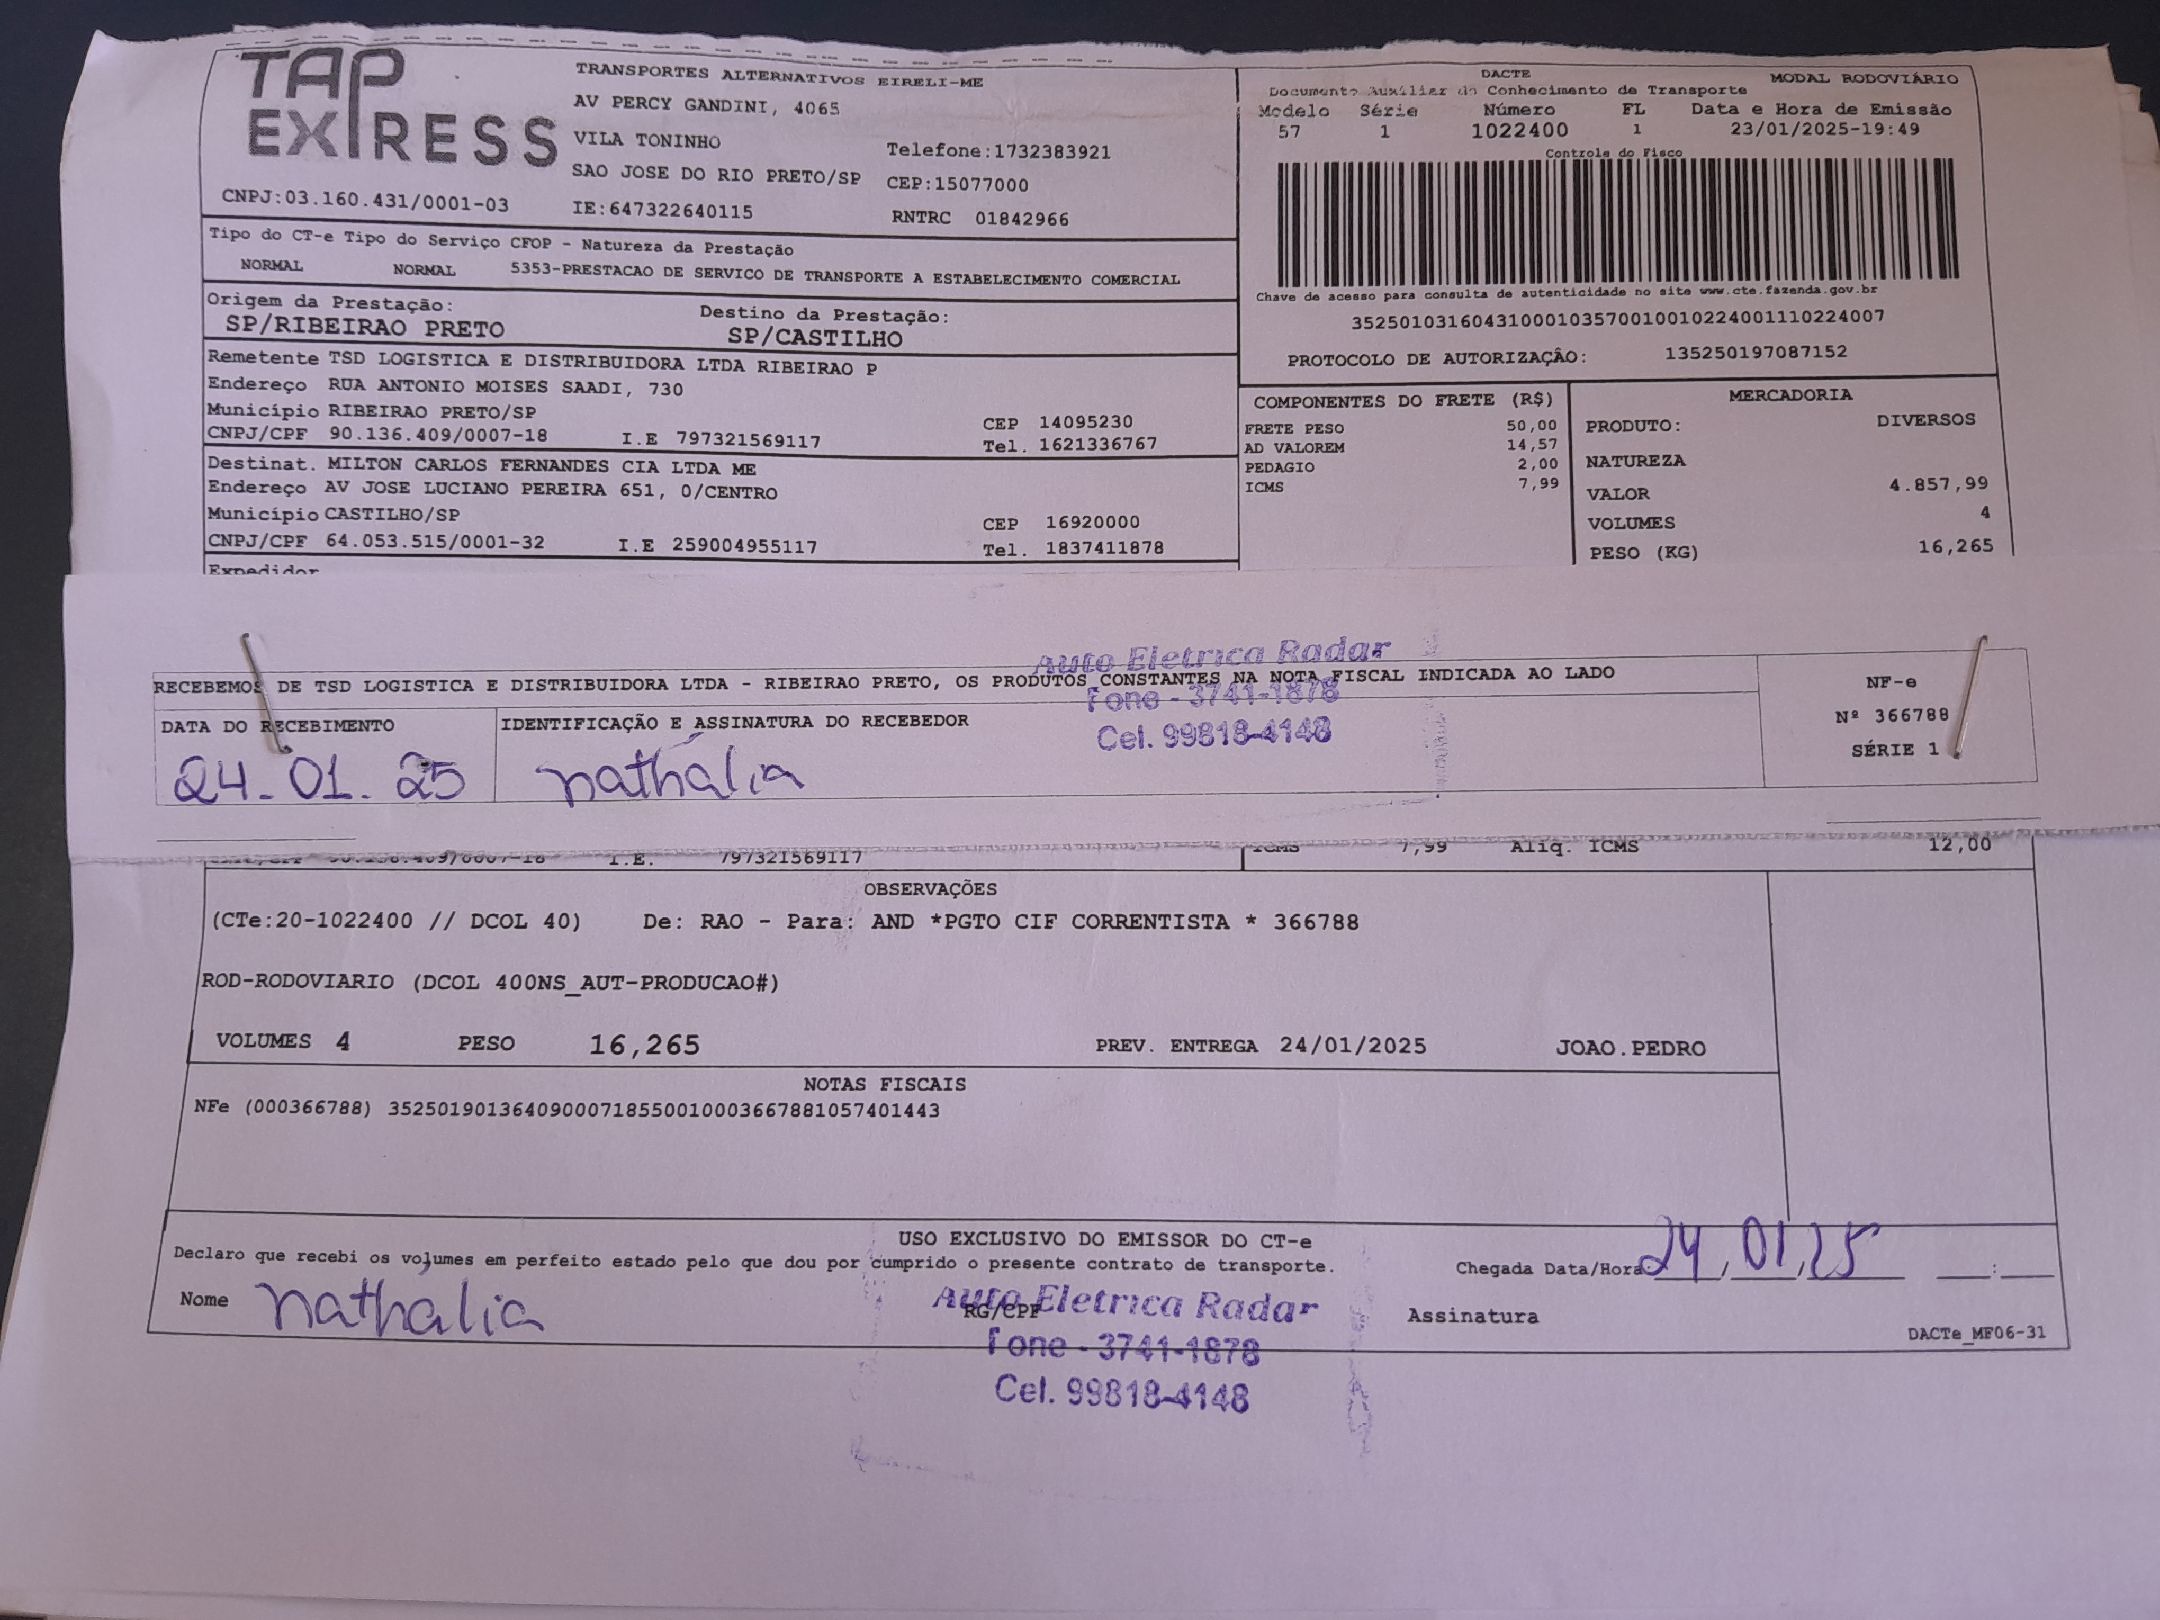 TAP EXPRESS
TRANSPORTES ALTERNATIVOS EIRELI-ME
AV PERCY GANDINI, 4065
VILA TONINHO Telefone:1732383921
SAO JOSE DO RIO PRETO/SP CEP:15077000
CNPJ:03.160.431/0001-03 IE:647322640115 RNTRC 01842966
DACTE MODAL RODOVIÁRIO
Documento Auxiliar do Conhecimento de Transporte
Modelo Série Número FL Data e Hora de Emissão
57 1 1022400 1 23/01/2025-19:49
Controle do Fisco
Chave de acesso para consulta de autenticidade no site www.cte.fazenda.gov.br
35250103160431000103570010010224001110224007
PROTOCOLO DE AUTORIZAÇÂO: 135250197087152
Tipo do CT-e Tipo do Serviço CFOP - Natureza da Prestação
NORMAL NORMAL 5353-PRESTACAO DE SERVICO DE TRANSPORTE A ESTABELECIMENTO COMERCIAL
Origem da Prestação: Destino da Prestação:
SP/RIBEIRAO PRETO SP/CASTILHO
Remetente TSD LOGISTICA E DISTRIBUIDORA LTDA RIBEIRAO P
Endereço RUA ANTONIO MOISES SAADI, 730
Município RIBEIRAO PRETO/SP CEP 14095230
CNPJ/CPF 90.136.409/0007-18 I.E 797321569117 Tel. 1621336767
Destinat. MILTON CARLOS FERNANDES CIA LTDA ME
Endereço AV JOSE LUCIANO PEREIRA 651, 0/CENTRO
Município CASTILHO/SP CEP 16920000
CNPJ/CPF 64.053.515/0001-32 I.E 259004955117 Tel. 1837411878
Expedidor
COMPONENTES DO FRETE (R$)
FRETE PESO 50,00
AD VALOREM 14,57
PEDAGIO 2,00
ICMS 7,99
MERCADORIA
PRODUTO: DIVERSOS
NATUREZA
VALOR 4.857,99
VOLUMES 4
PESO (KG) 16,265
Auto Eletrica Radar
Fone - 3741-1878
Cel. 99818-4148
RECEBEMOS DE TSD LOGISTICA E DISTRIBUIDORA LTDA - RIBEIRAO PRETO, OS PRODUTOS CONSTANTES NA NOTA FISCAL INDICADA AO LADO
DATA DO RECEBIMENTO IDENTIFICAÇÃO E ASSINATURA DO RECEBEDOR
24.01.25 nathália
NF-e
Nº 366788
SÉRIE 1
CNPJ/CPF 90.136.409/0007-18 I.E. 797321569117 ICMS 7,99 Alíq. ICMS 12,00
OBSERVAÇÕES
(CTe:20-1022400 // DCOL 40) De: RAO - Para: AND *PGTO CIF CORRENTISTA * 366788
ROD-RODOVIARIO (DCOL 400NS_AUT-PRODUCAO#)
VOLUMES 4 PESO 16,265 PREV. ENTREGA 24/01/2025 JOAO.PEDRO
NOTAS FISCAIS
NFe (000366788) 35250190136409000718550010003667881057401443
USO EXCLUSIVO DO EMISSOR DO CT-e
Declaro que recebi os volumes em perfeito estado pelo que dou por cumprido o presente contrato de transporte. Chegada Data/Hora 24/01/25 :
Nome nathália RG/CPF Assinatura
Auto Eletrica Radar
Fone - 3741-1878
Cel. 99818-4148
DACTe_MF06-31